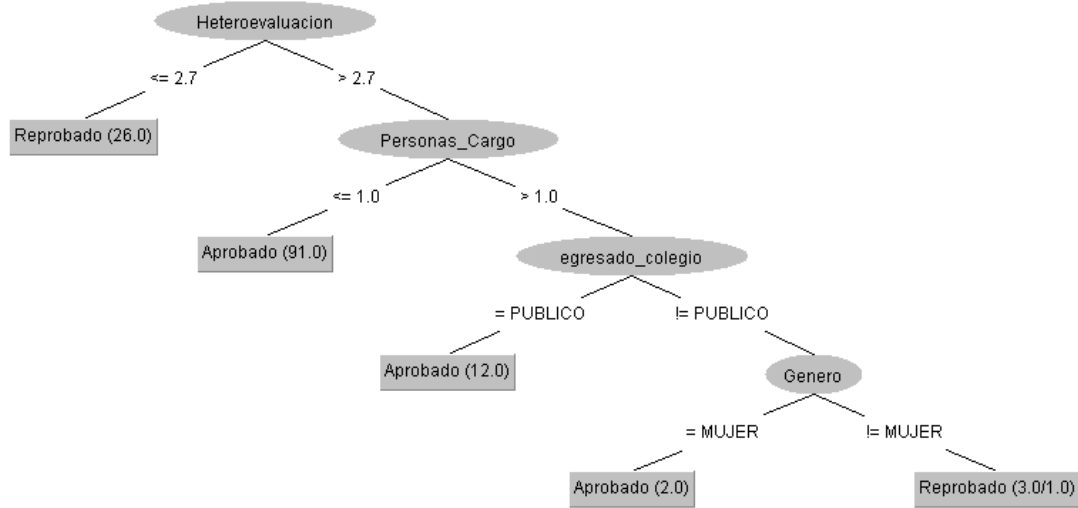 Heteroevaluacion
<= 2.7
> 2.7
Reprobado (26.0)
Personas_Cargo
<= 1.0
> 1.0
Aprobado (91.0)
egresado_colegio
= PUBLICO
!= PUBLICO
Aprobado (12.0)
Genero
= MUJER
!= MUJER
Aprobado (2.0)
Reprobado (3.0/1.0)